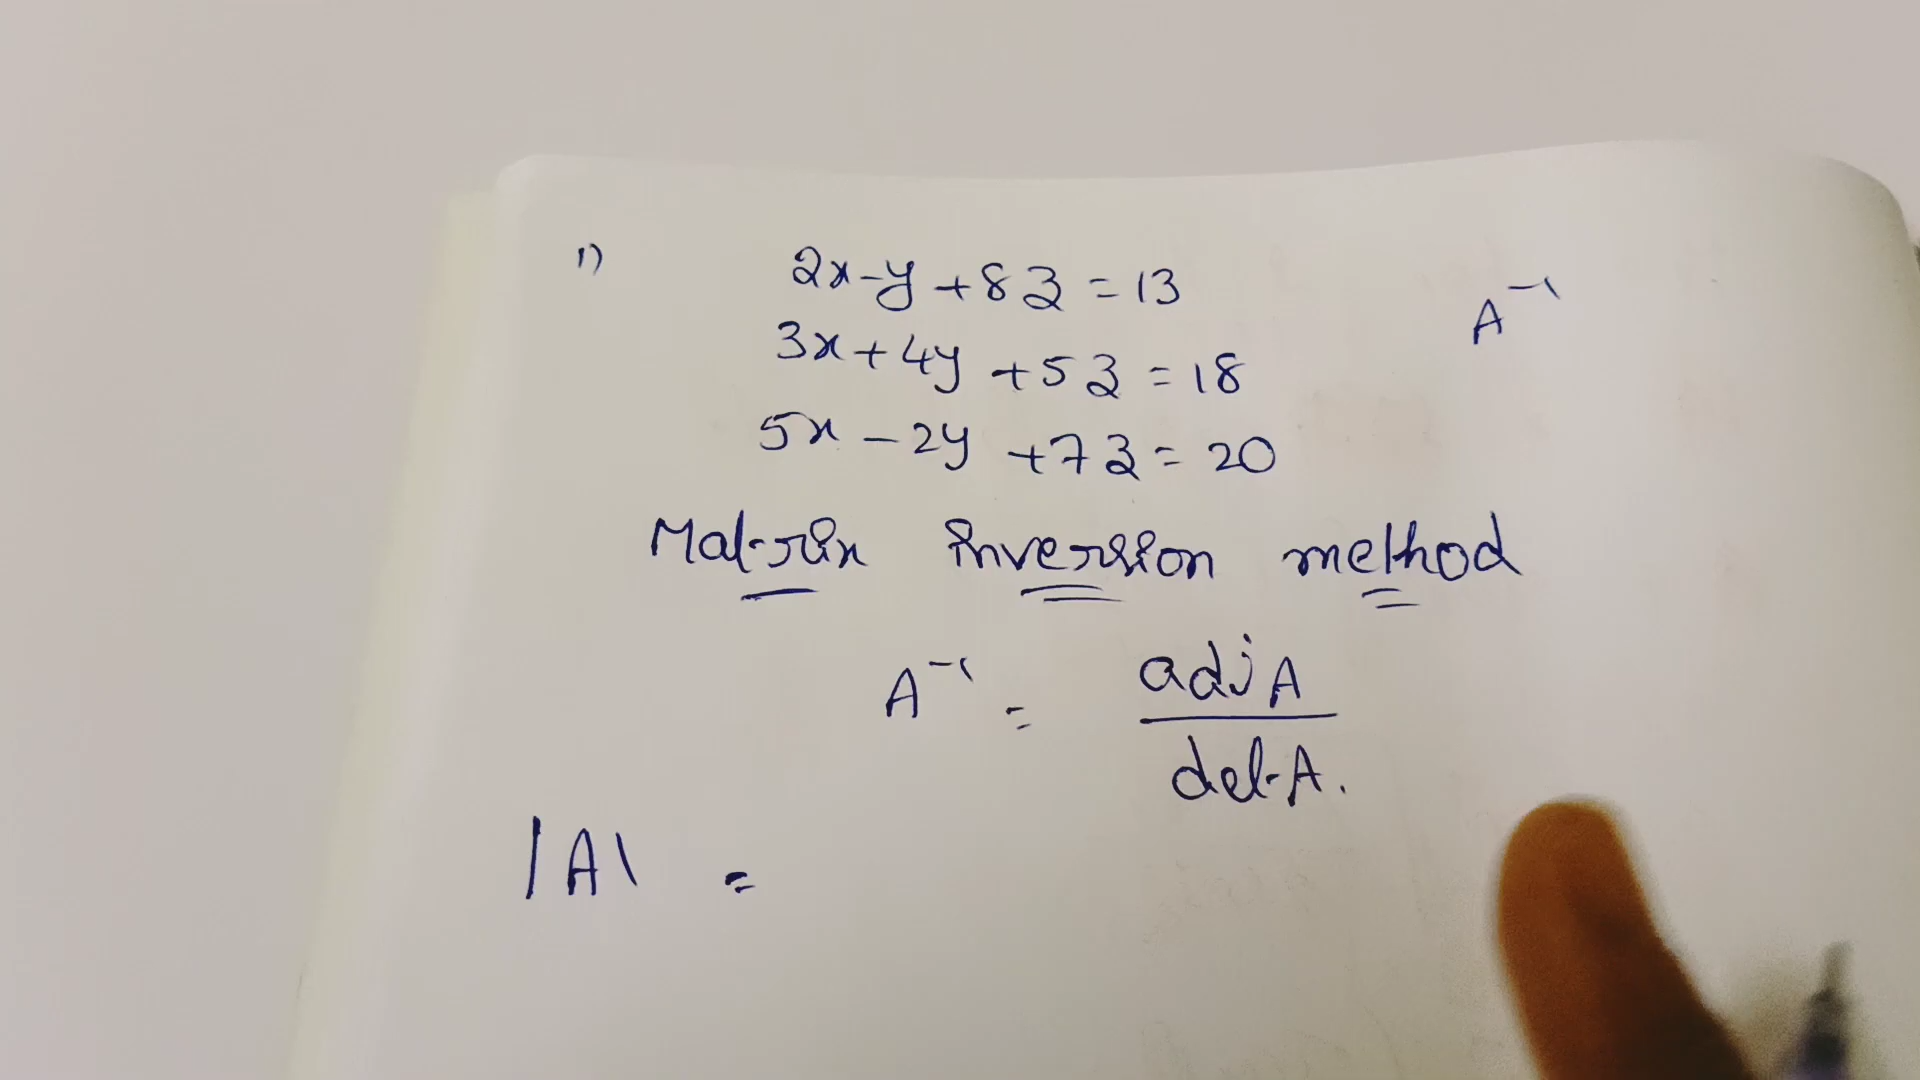 1)
2x-y+8z=13
A⁻¹
3x+4y+5z=18
5x-2y+7z=20
Matrix inversion method
A⁻¹ = adj A / det A.
|A| =